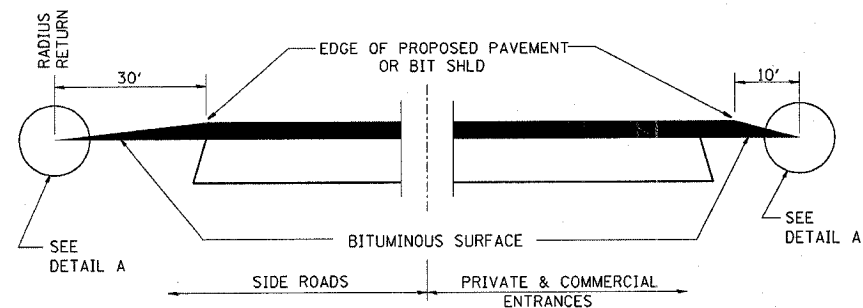 RADIUS
RETURN
30'
EDGE OF PROPOSED PAVEMENT
OR BIT SHLD
10'
SEE
DETAIL A
BITUMINOUS SURFACE
SEE
DETAIL A
SIDE ROADS
PRIVATE & COMMERCIAL
ENTRANCES